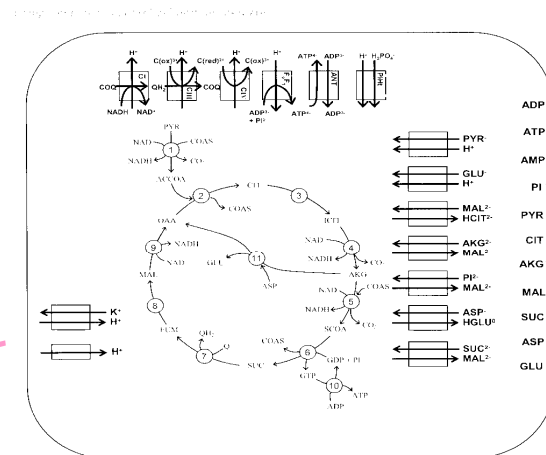 H⁺ H⁺ H⁺ H⁺ ATP⁴⁻ ADP³⁻ H⁺ H₂PO₄⁻
C(ox)³⁺ C(red)²⁺ C(ox)³⁺
CI CIII CIV F₁F₀ ANT PiHt
COQ QH₂ COQ
NADH NAD⁺ ADP³⁻ + PI²⁻ ATP⁴⁻ ATP⁴⁻ ADP³⁻
PYR
NAD COAS
1
NADH CO₂
ACCOA
2 CIT 3
COAS
OAA ICIT
NAD
9 NADH 11 NADH 4 CO₂
NAD GLU AKG
MAL ASP NAD COAS
5
8 NADH
CO₂
SCOA
FUM QH₂ COAS
Q 6 GDP + PI
7 SUC GTP
10 ATP
ADP
K⁺
H⁺
H⁺
PYR⁻
H⁺
GLU⁻
H⁺
MAL²⁻
HCIT²⁻
AKG²⁻
MAL²⁻
PI²⁻
MAL²⁻
ASP⁻
HGLU⁰
SUC²⁻
MAL²⁻
ADP
ATP
AMP
PI
PYR
CIT
AKG
MAL
SUC
ASP
GLU